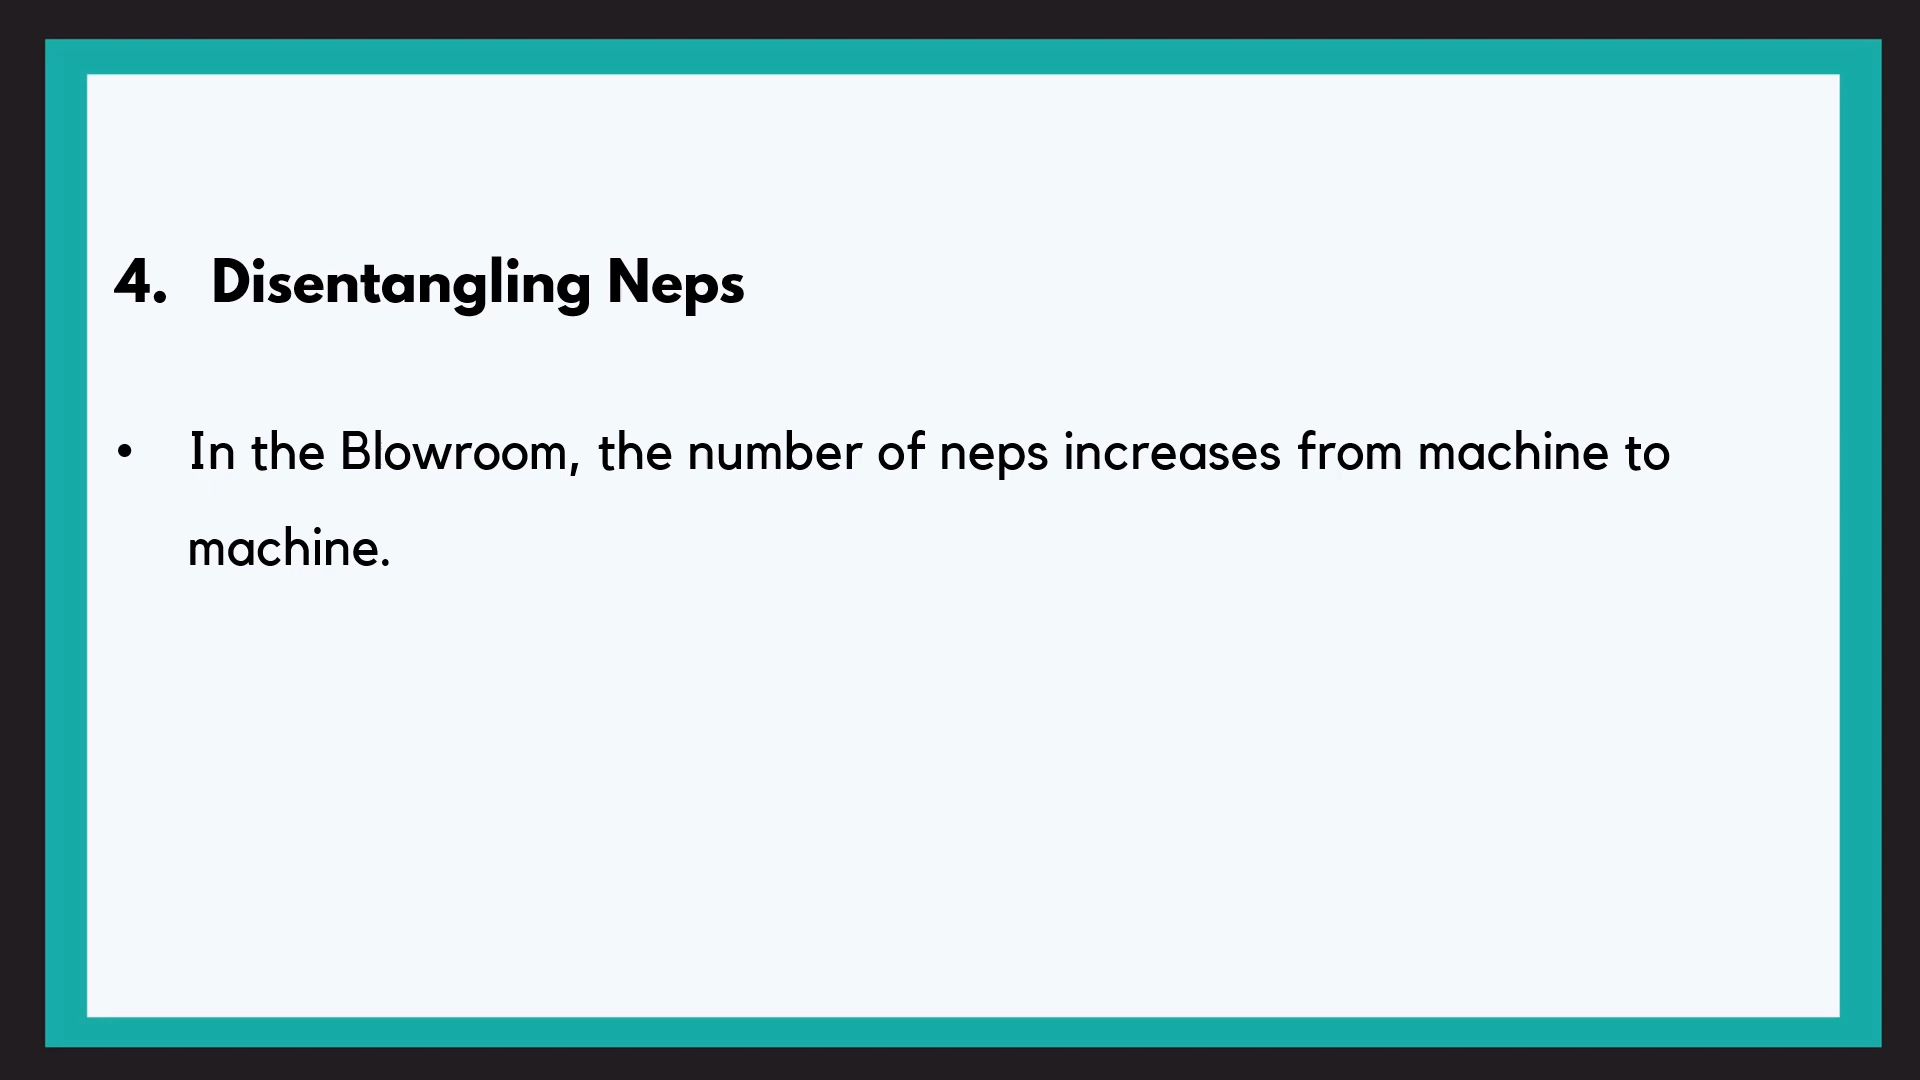 4. Disentangling Neps
• In the Blowroom, the number of neps increases from machine to
machine.